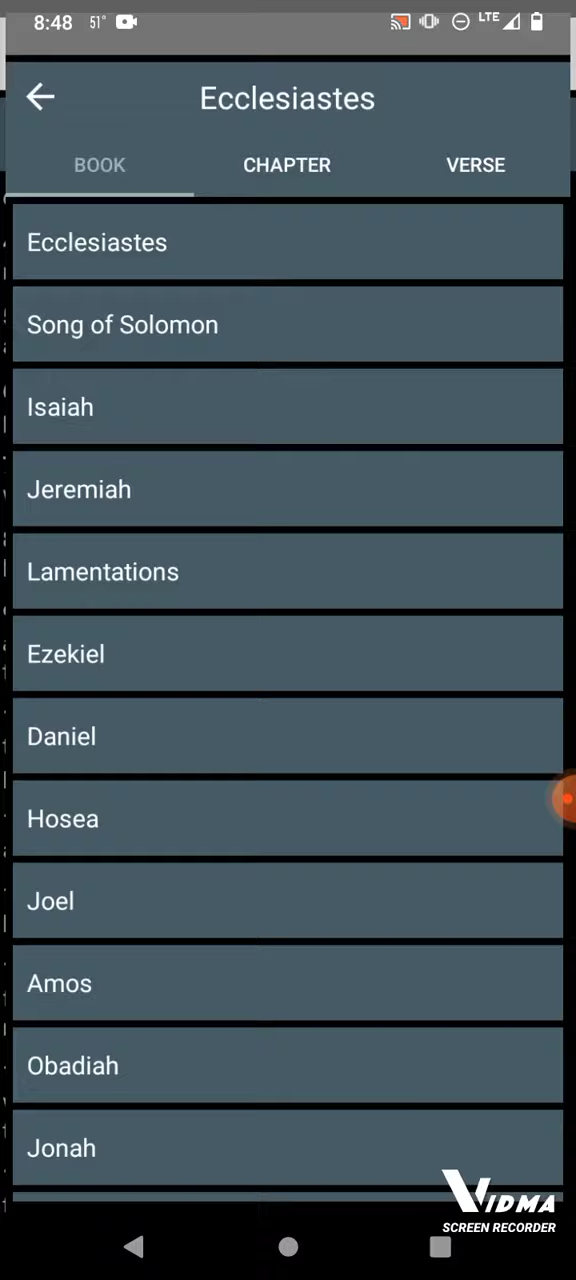 8:48 51° LTE
Ecclesiastes
BOOK CHAPTER VERSE
Ecclesiastes
Song of Solomon
Isaiah
Jeremiah
Lamentations
Ezekiel
Daniel
Hosea
Joel
Amos
Obadiah
Jonah
VIDMA
SCREEN RECORDER